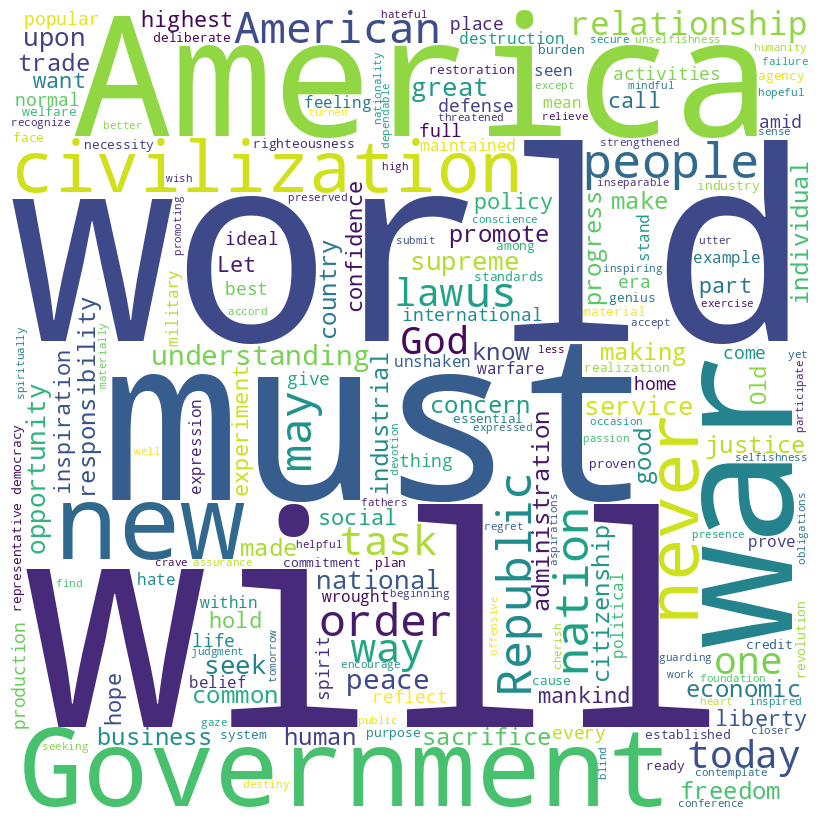 popular
highest
American
hateful
deliberate
place
destruction
relationship
America
upon
trade
want
normal
welfare
recognize
face
better
turned
necessity
feeling
great
defense
restoration
threatened
nationality
dependable
righteousness
full
seen
mean
burden
except
secure
unselfishness
activities
call
relieve
humanity
failure
agency
hopeful
mindful
amid
sense
strengthened
civilization
maintained
people
inseparable
industry
wish
high
preserved
promoting
world
ideal
Let
best
accord
country
confidence
policy
conscience
promote
submit
among
supreme
standards
lawus
international
progress
make
stand
utter
inspiring
example
era
genius
part
material
exercise
accept
individual
military
God
know
less
understanding
unshaken
warfare
making
realization
come
Old
yet
participate
spiritually
materially
opportunity
inspiration
responsibility
must
give
may
experiment
expression
well
industrial
concern
essential
expressed
devotion
thing
home
service
occasion
passion
proven
good
never
war
justice
selfishness
representative democracy
new
fathers
social
task
made
helpful
crave
assurance
commitment
plan
regret
Republic
administration
aspirations
nation
citizenship
political
presence
prove
obligations
find
hate
national
wrought
beginning
will
order
way
offensive
cherish
within
hold
life
judgment
tomorrow
seek
belief
common
spirit
encourage
peace
reflect
mankind
cause
one
guarding
credit
work
revolution
economic
foundation
heart
inspired
production
hope
gaze
public
liberty
business
system
human
purpose
sacrifice
every
established
closer
seeking
Government
destiny
blind
ready
today
contemplate
freedom
conference